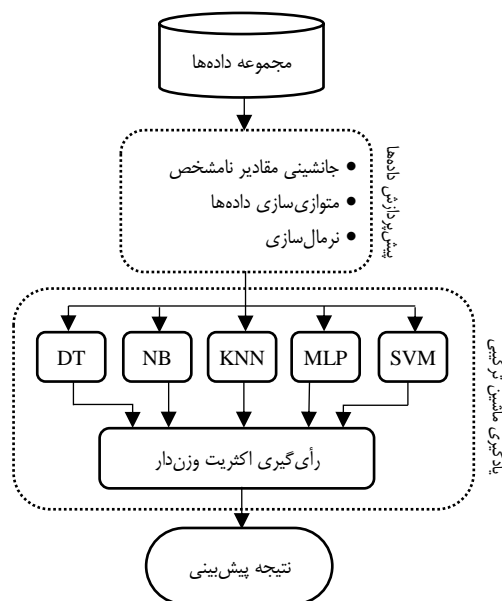 مجموعه داده‌ها
پیش‌پردازش داده‌ها
• جانشینی مقادیر نامشخص
• متوازی‌سازی داده‌ها
• نرمال‌سازی
یادگیری ماشین ترکیبی
DT NB KNN MLP SVM
رأی‌گیری اکثریت وزن‌دار
نتیجه پیش‌بینی